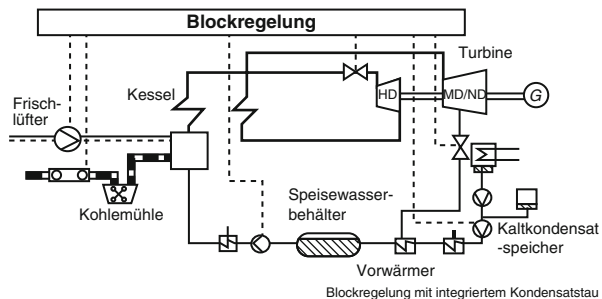 Blockregelung
Turbine
Frisch-
lüfter
Kessel
HD
MD/ND
G
Kohlemühle
Speisewasser-
behälter
Kaltkondensat
-speicher
Vorwärmer
Blockregelung mit integriertem Kondensatstau